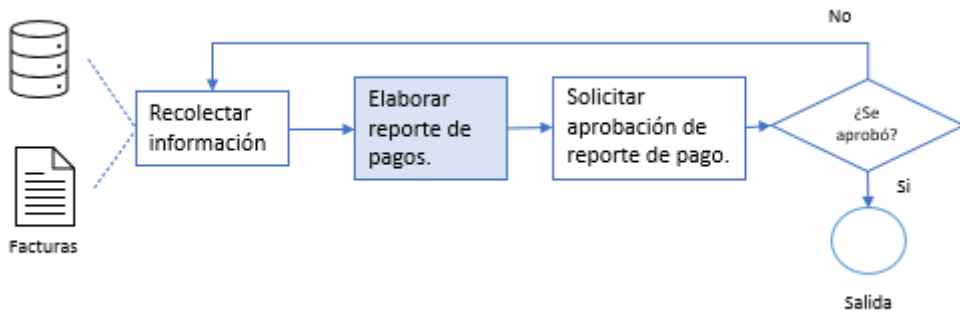 No
Recolectar
información
Elaborar
reporte de
pagos.
Solicitar
aprobación de
reporte de pago.
¿Se
aprobó?
Si
Facturas
Salida